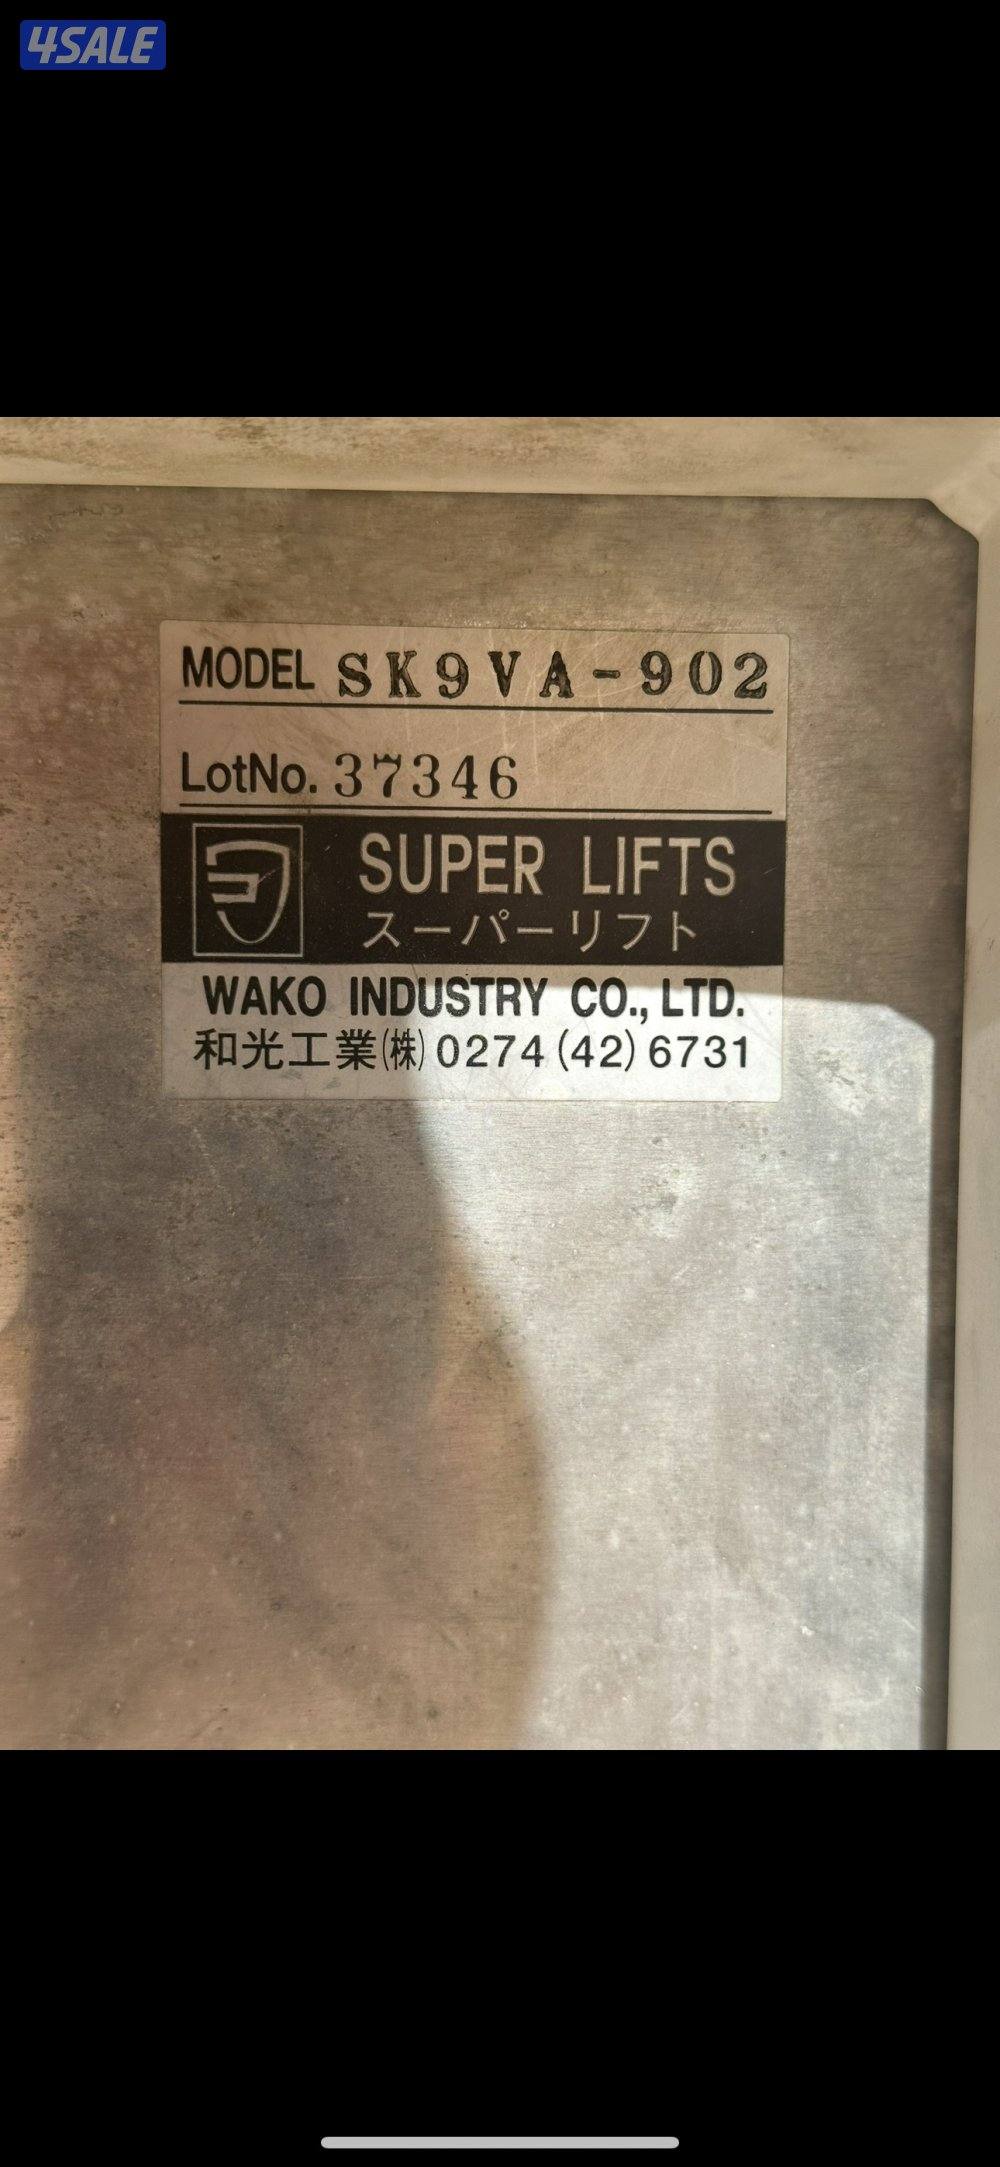 4SALE
MODEL SK9VA-902
LotNo. 37346
SUPER LIFTS
スーパーリフト
WAKO INDUSTRY CO., LTD.
和光工業(株) 0274 (42) 6731